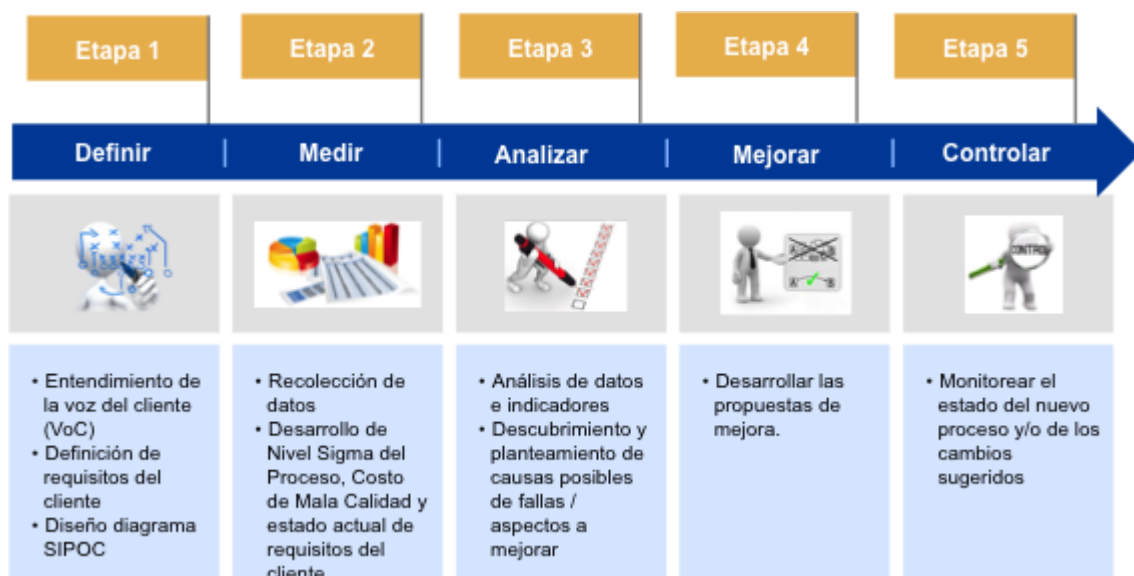 Etapa 1
Etapa 2
Etapa 3
Etapa 4
Etapa 5
Definir
Medir
Analizar
Mejorar
Controlar
CONTROL
• Entendimiento de
la voz del cliente
(VoC)
• Definición de
requisitos del
cliente
• Diseño diagrama
SIPOC
• Recolección de
datos
• Desarrollo de
Nivel Sigma del
Proceso, Costo
de Mala Calidad y
estado actual de
requisitos del
cliente
• Análisis de datos
e indicadores
• Descubrimiento y
planteamiento de
causas posibles
de fallas /
aspectos a
mejorar
• Desarrollar las
propuestas de
mejora.
• Monitorear el
estado del nuevo
proceso y/o de los
cambios
sugeridos